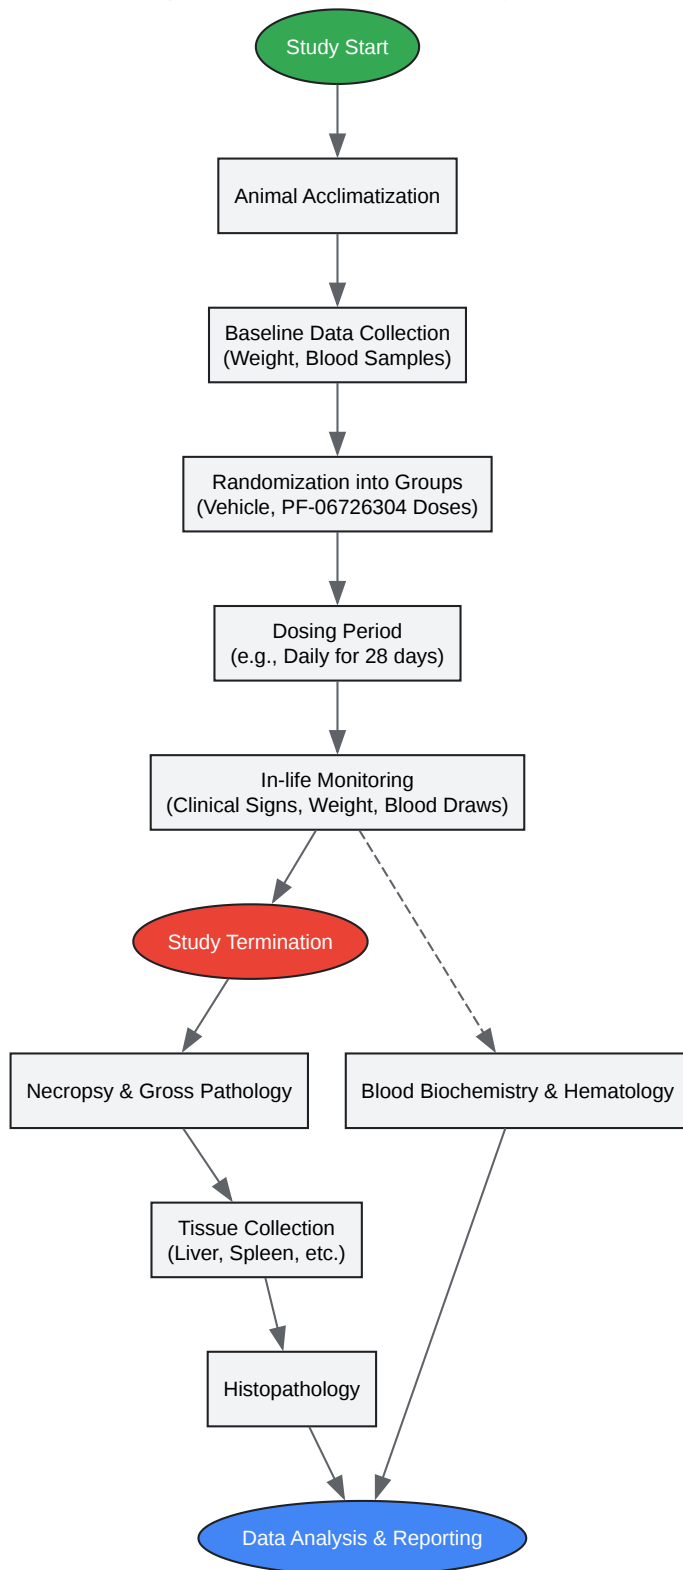 Study Start
Animal Acclimatization
Baseline Data Collection
(Weight, Blood Samples)
Randomization into Groups
(Vehicle, PF-06726304 Doses)
Dosing Period
(e.g., Daily for 28 days)
In-life Monitoring
(Clinical Signs, Weight, Blood Draws)
Study Termination
Necropsy & Gross Pathology
Blood Biochemistry & Hematology
Tissue Collection
(Liver, Spleen, etc.)
Histopathology
Data Analysis & Reporting